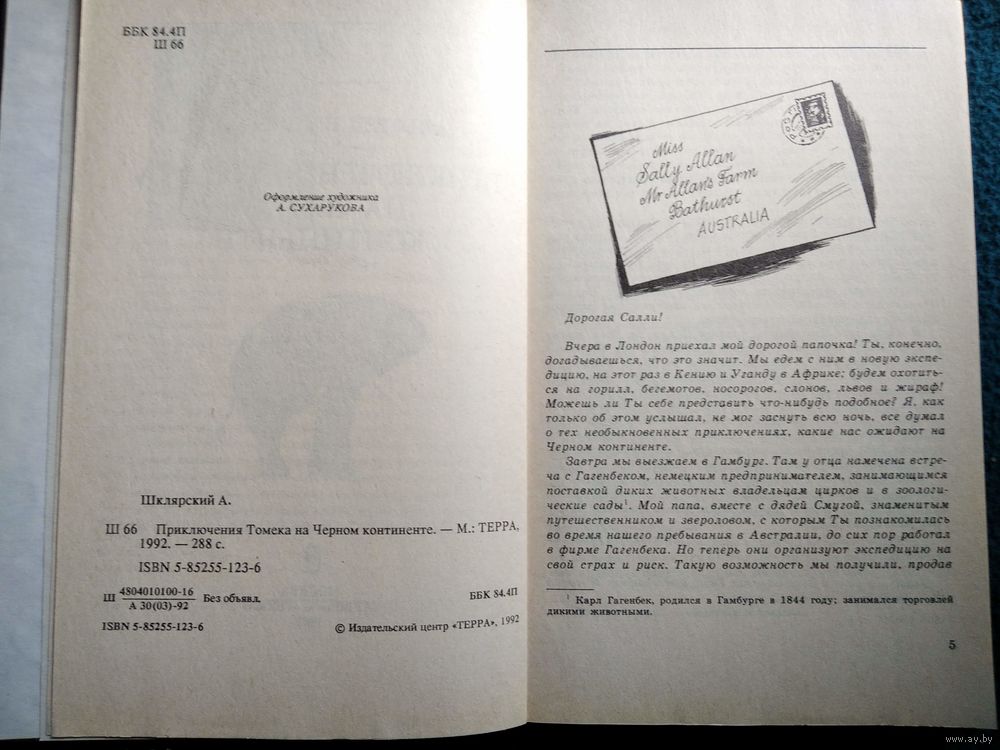 ББК 84.4П
Ш 66
Оформление художника
А. СУХАРУКОВА
Шклярский А.
Ш 66 Приключения Томека на Черном континенте. — М.: ТЕРРА,
1992. — 288 с.
ISBN 5-85255-123-6
Ш 4804010100-16 Без объявл.
А 30(03)-92
ББК 84.4П
ISBN 5-85255-123-6
© Издательский центр «ТЕРРА», 1992
Miss
Sally Allan
Mr Allan's Farm
Bathurst
AUSTRALIA
Дорогая Салли!
Вчера в Лондон приехал мой дорогой папочка! Ты, конечно,
догадываешься, что это значит. Мы едем с ним в новую экспе-
дицию, на этот раз в Кению и Уганду в Африке; будем охотить-
ся на горилл, бегемотов, носорогов, слонов, львов и жираф!
Можешь ли Ты себе представить что-нибудь подобное? Я, как
только об этом услышал, не мог заснуть всю ночь, все думал
о тех необыкновенных приключениях, какие нас ожидают на
Черном континенте.
Завтра мы выезжаем в Гамбург. Там у отца намечена встре-
ча с Гагенбеком, немецким предпринимателем, занимающимся
поставкой диких животных владельцам цирков и в зоологи-
ческие сады¹. Мой папа, вместе с дядей Смугой, знаменитым
путешественником и звероловом, с которым Ты познакомилась
во время нашего пребывания в Австралии, до сих пор работал
в фирме Гагенбека. Но теперь они организуют экспедицию на
свой страх и риск. Такую возможность мы получили, продав
¹ Карл Гагенбек, родился в Гамбурге в 1844 году; занимался торговлей
дикими животными.
5
www.ay.by